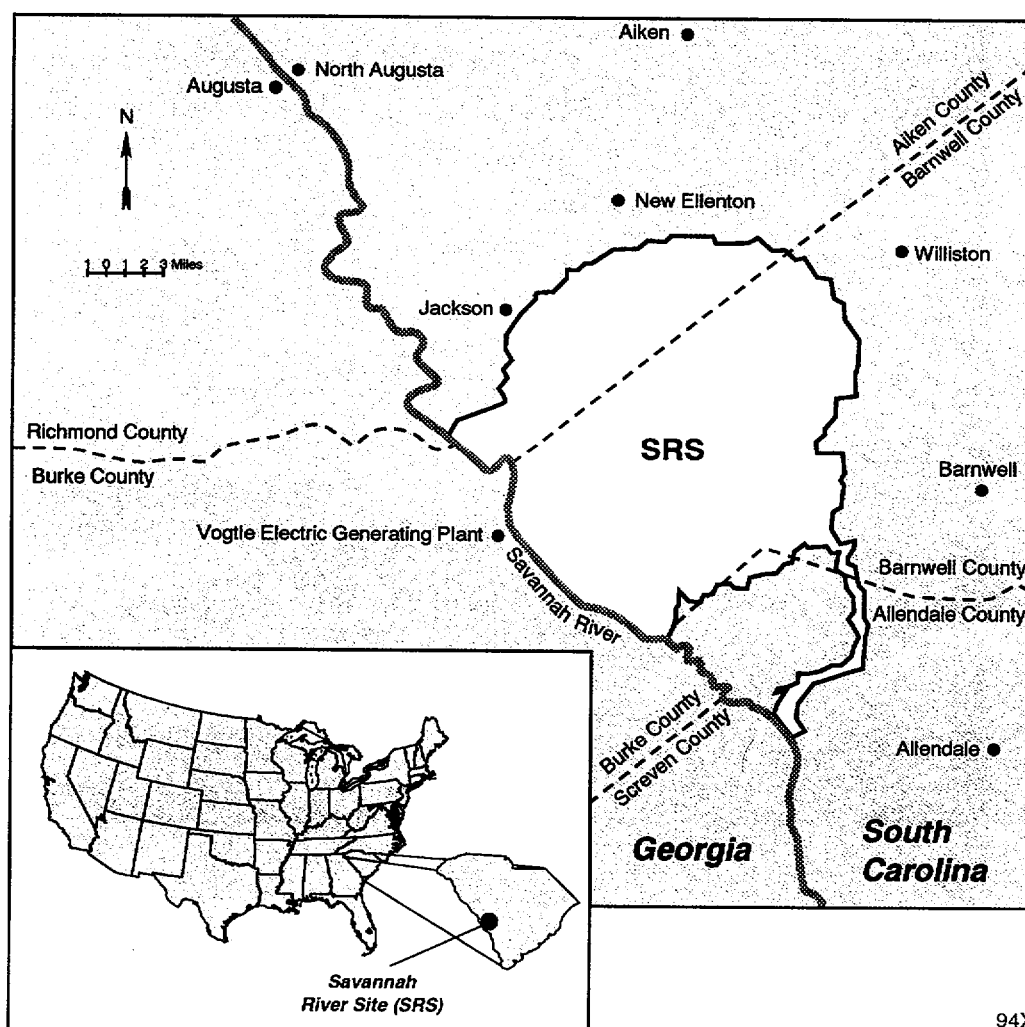 Aiken
North Augusta
Augusta
N
Aiken County
Barnwell County
New Ellenton
Williston
1 0 1 2 3 Miles
Jackson
Richmond County
Burke County
SRS
Barnwell
Vogtle Electric Generating Plant
Savannah River
Barnwell County
Allendale County
Burke County
Screven County
Allendale
Georgia
South
Carolina
Savannah
River Site (SRS)